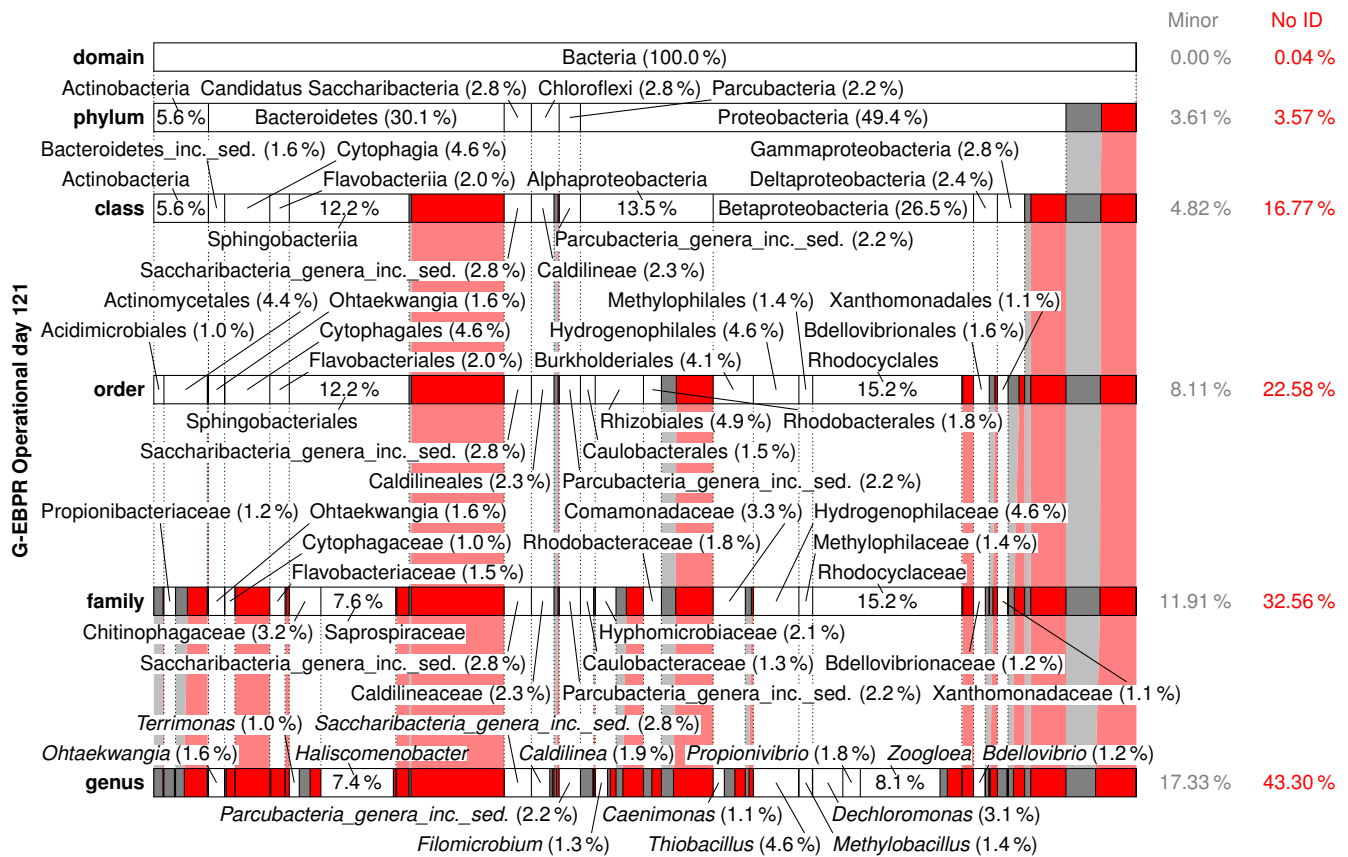 Minor No ID
domain Bacteria (100.0 %) 0.00 % 0.04 %
Actinobacteria Candidatus Saccharibacteria (2.8 %) Chloroflexi (2.8 %) Parcubacteria (2.2 %)
phylum 5.6 % Bacteroidetes (30.1 %) Proteobacteria (49.4 %) 3.61 % 3.57 %
Bacteroidetes_inc._sed. (1.6 %) Cytophagia (4.6 %) Gammaproteobacteria (2.8 %)
Actinobacteria Flavobacteriia (2.0 %) Alphaproteobacteria Deltaproteobacteria (2.4 %)
class 5.6 % 12.2 % 13.5 % Betaproteobacteria (26.5 %) 4.82 % 16.77 %
Sphingobacteriia Parcubacteria_genera_inc._sed. (2.2 %)
Saccharibacteria_genera_inc._sed. (2.8 %) Caldilineae (2.3 %)
Actinomycetales (4.4 %) Ohtaekwangia (1.6 %) Methylophilales (1.4 %) Xanthomonadales (1.1 %)
Acidimicrobiales (1.0 %) Cytophagales (4.6 %) Hydrogenophilales (4.6 %) Bdellovibrionales (1.6 %)
Flavobacteriales (2.0 %) Burkholderiales (4.1 %) Rhodocyclales
order 12.2 % 15.2 % 8.11 % 22.58 %
Sphingobacteriales Rhizobiales (4.9 %) Rhodobacterales (1.8 %)
Saccharibacteria_genera_inc._sed. (2.8 %) Caulobacterales (1.5 %)
Caldilineales (2.3 %) Parcubacteria_genera_inc._sed. (2.2 %)
G-EBPR Operational day 121
Propionibacteriaceae (1.2 %) Ohtaekwangia (1.6 %) Comamonadaceae (3.3 %) Hydrogenophilaceae (4.6 %)
Cytophagaceae (1.0 %) Rhodobacteraceae (1.8 %) Methylophilaceae (1.4 %)
Flavobacteriaceae (1.5 %) Rhodocyclaceae
family 7.6 % 15.2 % 11.91 % 32.56 %
Chitinophagaceae (3.2 %) Saprospiraceae Hyphomicrobiaceae (2.1 %)
Saccharibacteria_genera_inc._sed. (2.8 %) Caulobacteraceae (1.3 %) Bdellovibrionaceae (1.2 %)
Caldilineaceae (2.3 %) Parcubacteria_genera_inc._sed. (2.2 %) Xanthomonadaceae (1.1 %)
Terrimonas (1.0 %) Saccharibacteria_genera_inc._sed. (2.8 %)
Ohtaekwangia (1.6 %) Haliscomenobacter Caldilinea (1.9 %) Propionivibrio (1.8 %) Zoogloea Bdellovibrio (1.2 %)
genus 7.4 % 8.1 % 17.33 % 43.30 %
Parcubacteria_genera_inc._sed. (2.2 %) Caenimonas (1.1 %) Dechloromonas (3.1 %)
Filomicrobium (1.3 %) Thiobacillus (4.6 %) Methylobacillus (1.4 %)